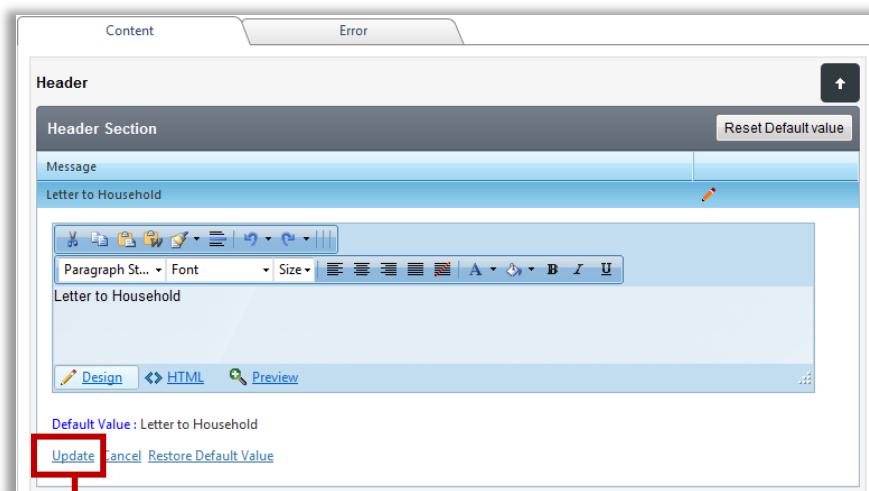 Content Error
Header
Header Section Reset Default value
Message
Letter to Household
Paragraph St... Font Size A B I U
Letter to Household
Design HTML Preview
Default Value : Letter to Household
Update Cancel Restore Default Value